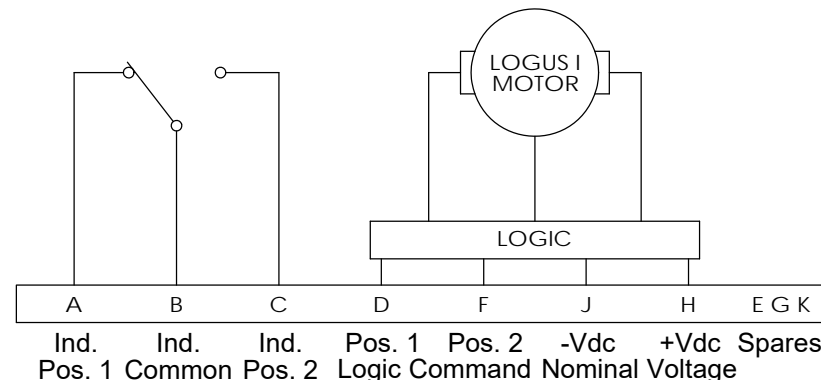 LOGUS I
MOTOR
LOGIC
A B C D F J H E G K
Ind. Ind. Ind. Pos. 1 Pos. 2 -Vdc +Vdc Spares
Pos. 1 Common Pos. 2 Logic Command Nominal Voltage